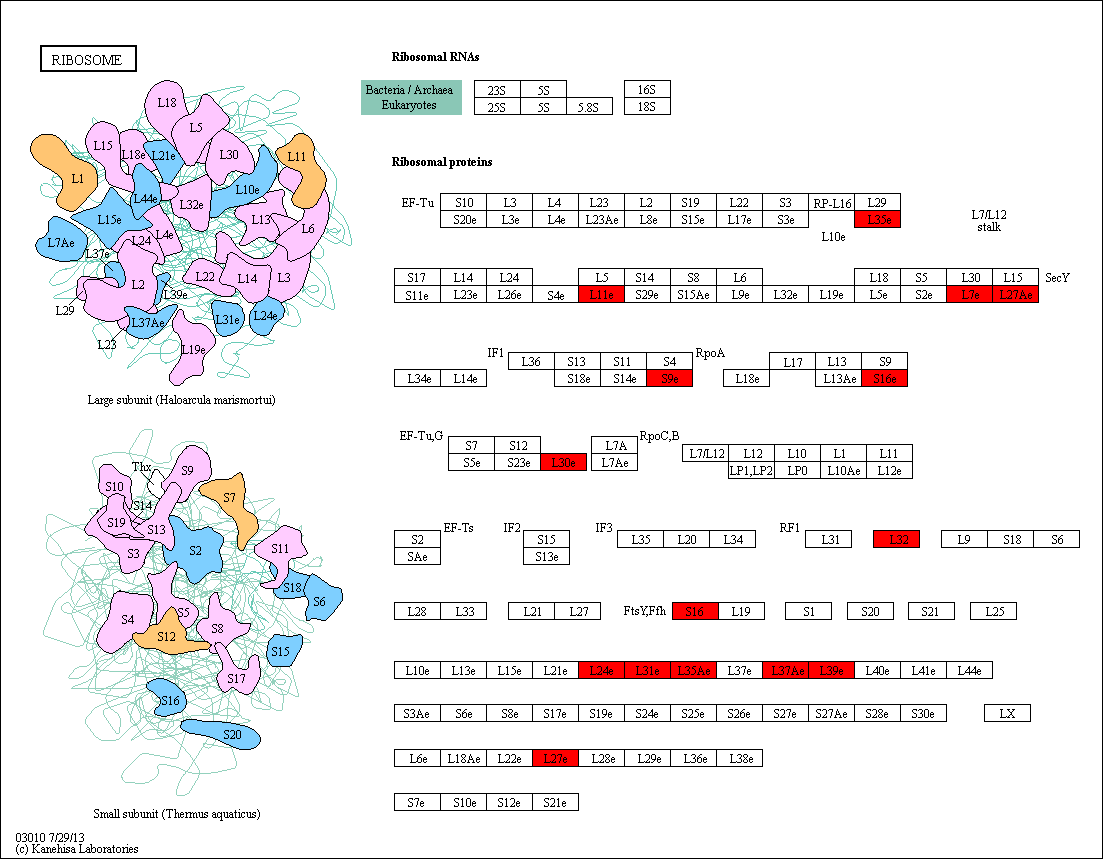 RIBOSOME
L18
L5
L15
L18e
L21e
L30
L11
L1
L10e
L44e
L32e
L15e
L13
L6
L7Ae
L24
L4e
L37e
L22
L14
L3
L2
L39e
L29
L37Ae
L31e
L24e
L23
L19e
Large subunit (Haloarcula marismortui)
Thx
S9
S10
S7
S14
S19
S13
S3
S2
S11
S18
S6
S4
S5
S12
S8
S15
S17
S16
S20
Small subunit (Thermus aquaticus)
03010 7/29/13
(c) Kanehisa Laboratories
Ribosomal RNAs
Bacteria / Archaea 23S 5S 16S
Eukaryotes 25S 5S 5.8S 18S
Ribosomal proteins
EF-Tu S10 L3 L4 L23 L2 S19 L22 S3 RP-L16 L29
S20e L3e L4e L23Ae L8e S15e L17e S3e L35e
L10e
L7/L12
stalk
S17 L14 L24 L5 S14 S8 L6 L18 S5 L30 L15 SecY
S11e L23e L26e S4e L11e S29e S15Ae L9e L32e L19e L5e S2e L7e L27Ae
IF1 L36 S13 S11 S4 RpoA L17 L13 S9
L34e L14e S18e S14e S9e L18e L13Ae S16e
EF-Tu,G S7 S12 L7A RpoC,B L7/L12 L12 L10 L1 L11
S5e S23e L30e L7Ae LP1,LP2 LP0 L10Ae L12e
S2 EF-Ts IF2 S15 IF3 L35 L20 L34 RF1 L31 L32 L9 S18 S6
SAe S13e
L28 L33 L21 L27 FtsY,Ffh S16 L19 S1 S20 S21 L25
L10e L13e L15e L21e L24e L31e L35Ae L37e L37Ae L39e L40e L41e L44e
S3Ae S6e S8e S17e S19e S24e S25e S26e S27e S27Ae S28e S30e LX
L6e L18Ae L22e L27e L28e L29e L36e L38e
S7e S10e S12e S21e